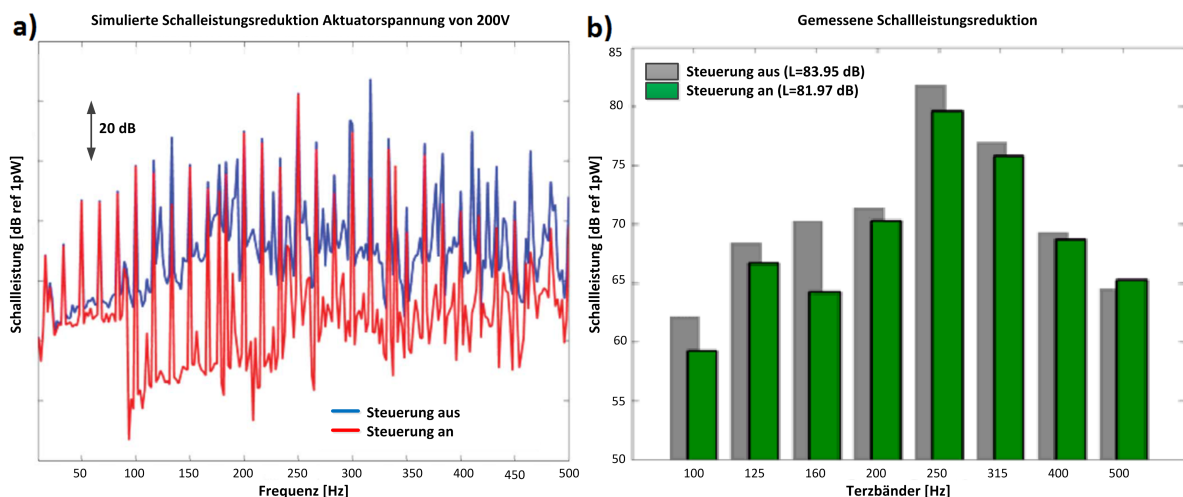 a)
Simulierte Schalleistungsreduktion Aktuatorspannung von 200V
20 dB
Schalleistung [dB ref 1pW]
Steuerung aus
Steuerung an
50 100 150 200 250 300 350 400 450 500
Frequenz [Hz]
b)
Gemessene Schallleistungsreduktion
85
80
75
70
65
60
55
50
Schallleistung [dB ref 1pW]
Steuerung aus (L=83.95 dB)
Steuerung an (L=81.97 dB)
100 125 160 200 250 315 400 500
Terzbänder [Hz]